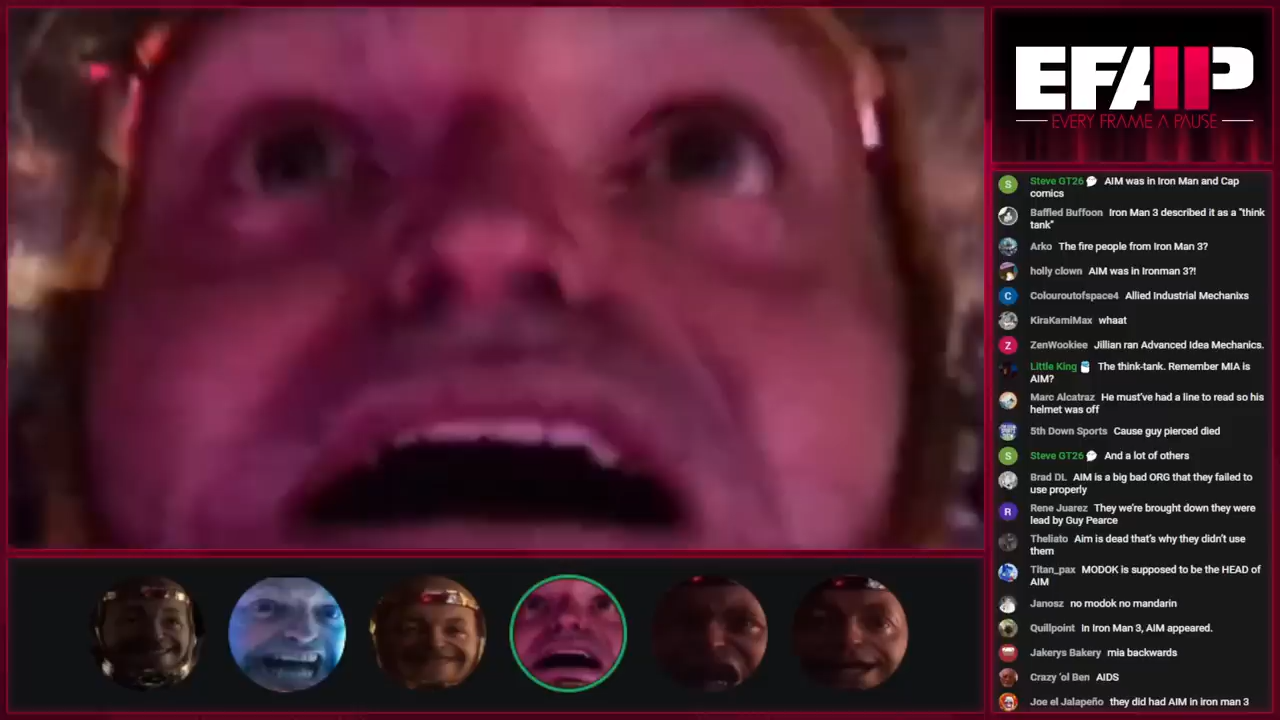 EFAP
EVERY FRAME A PAUSE
S
Steve GT26 AIM was in Iron Man and Cap
comics
Baffled Buffoon Iron Man 3 described it as a "think
tank"
Arko The fire people from Iron Man 3?
holly clown AIM was in Ironman 3?!
C
Colouroutofspace4 Allied Industrial Mechanixs
KiraKamiMax whaat
Z
ZenWookiee Jillian ran Advanced Idea Mechanics.
Little King The think-tank. Remember MIA is
AIM?
Marc Alcatraz He must've had a line to read so his
helmet was off
5th Down Sports Cause guy pierced died
S
Steve GT26 And a lot of others
Brad DL AIM is a big bad ORG that they failed to
use properly
R
Rene Juarez They we're brought down they were
lead by Guy Pearce
Theliato Aim is dead that's why they didn't use
them
Titan_pax MODOK is supposed to be the HEAD of
AIM
Janosz no modok no mandarin
Quillpoint In Iron Man 3, AIM appeared.
Jakerys Bakery mia backwards
Crazy 'ol Ben AIDS
Joe el Jalapeño they did had AIM in Iron man 3